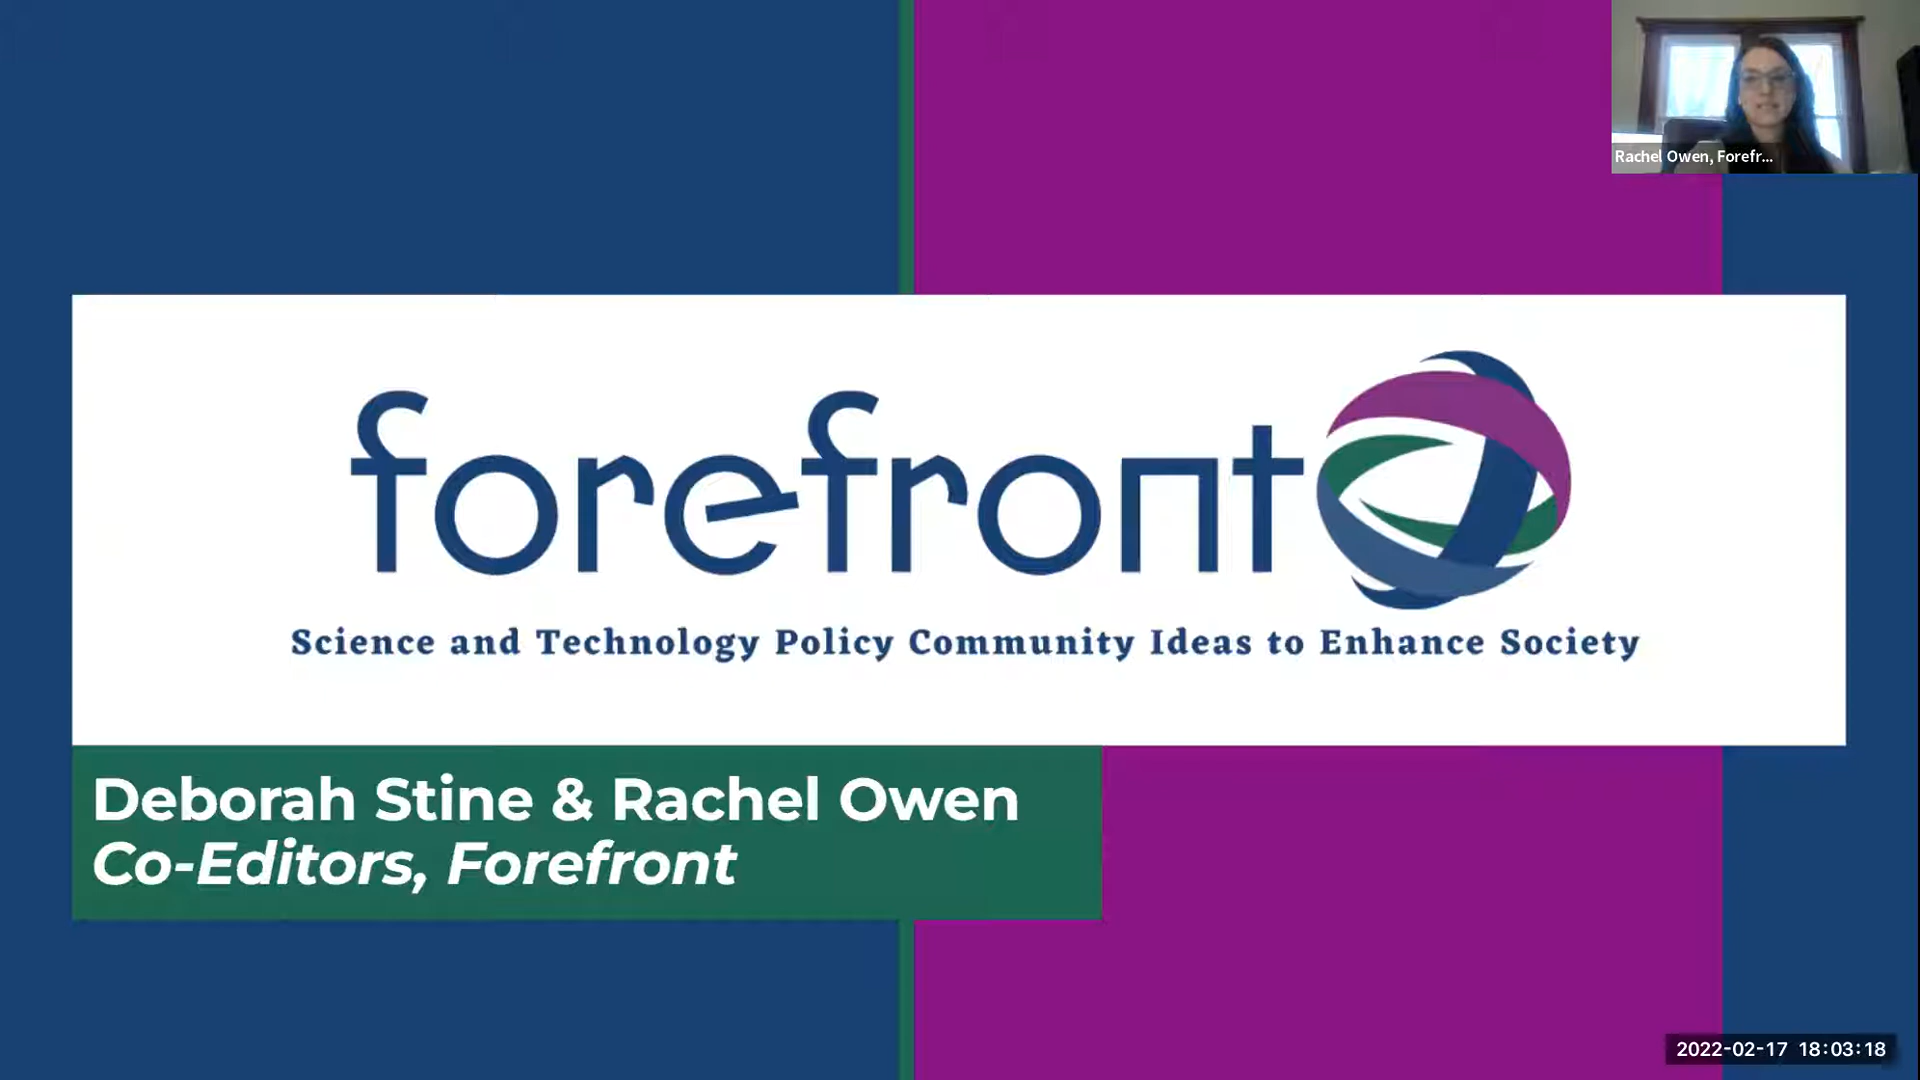 Rachel Owen, Forefr...
forefront
Science and Technology Policy Community Ideas to Enhance Society
Deborah Stine & Rachel Owen
Co-Editors, Forefront
2022-02-17 18:03:18